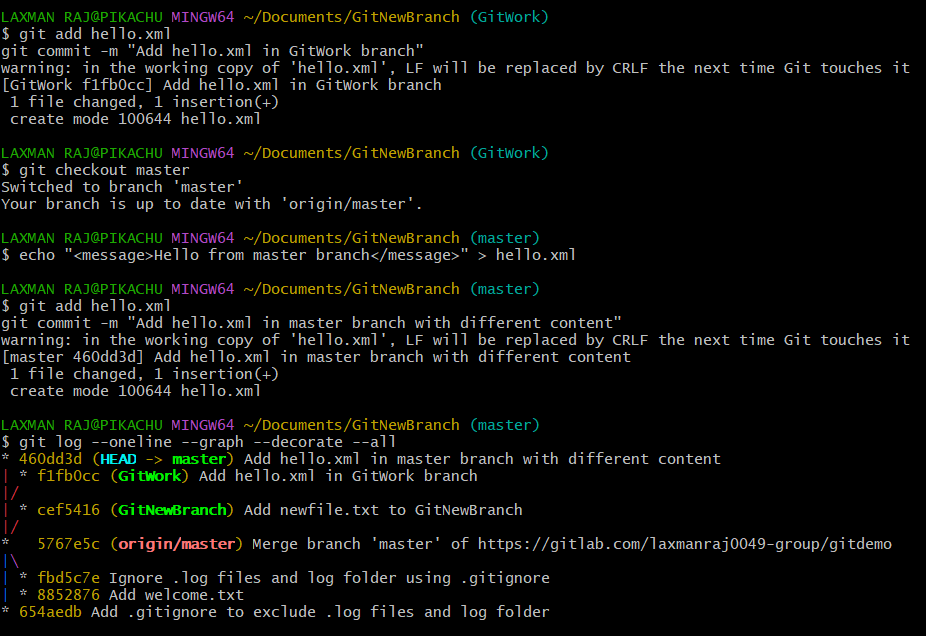 LAXMAN RAJ@PIKACHU MINGW64 ~/Documents/GitNewBranch (GitWork)
$ git add hello.xml
git commit -m "Add hello.xml in GitWork branch"
warning: in the working copy of 'hello.xml', LF will be replaced by CRLF the next time Git touches it
[GitWork f1fb0cc] Add hello.xml in GitWork branch
 1 file changed, 1 insertion(+)
 create mode 100644 hello.xml

LAXMAN RAJ@PIKACHU MINGW64 ~/Documents/GitNewBranch (GitWork)
$ git checkout master
Switched to branch 'master'
Your branch is up to date with 'origin/master'.

LAXMAN RAJ@PIKACHU MINGW64 ~/Documents/GitNewBranch (master)
$ echo "<message>Hello from master branch</message>" > hello.xml

LAXMAN RAJ@PIKACHU MINGW64 ~/Documents/GitNewBranch (master)
$ git add hello.xml
git commit -m "Add hello.xml in master branch with different content"
warning: in the working copy of 'hello.xml', LF will be replaced by CRLF the next time Git touches it
[master 460dd3d] Add hello.xml in master branch with different content
 1 file changed, 1 insertion(+)
 create mode 100644 hello.xml

LAXMAN RAJ@PIKACHU MINGW64 ~/Documents/GitNewBranch (master)
$ git log --oneline --graph --decorate --all
* 460dd3d (HEAD -> master) Add hello.xml in master branch with different content
| * f1fb0cc (GitWork) Add hello.xml in GitWork branch
|/
| * cef5416 (GitNewBranch) Add newfile.txt to GitNewBranch
|/
*   5767e5c (origin/master) Merge branch 'master' of https://gitlab.com/laxmanraj0049-group/gitdemo
|\
| * fbd5c7e Ignore .log files and log folder using .gitignore
| * 8852876 Add welcome.txt
* 654aedb Add .gitignore to exclude .log files and log folder